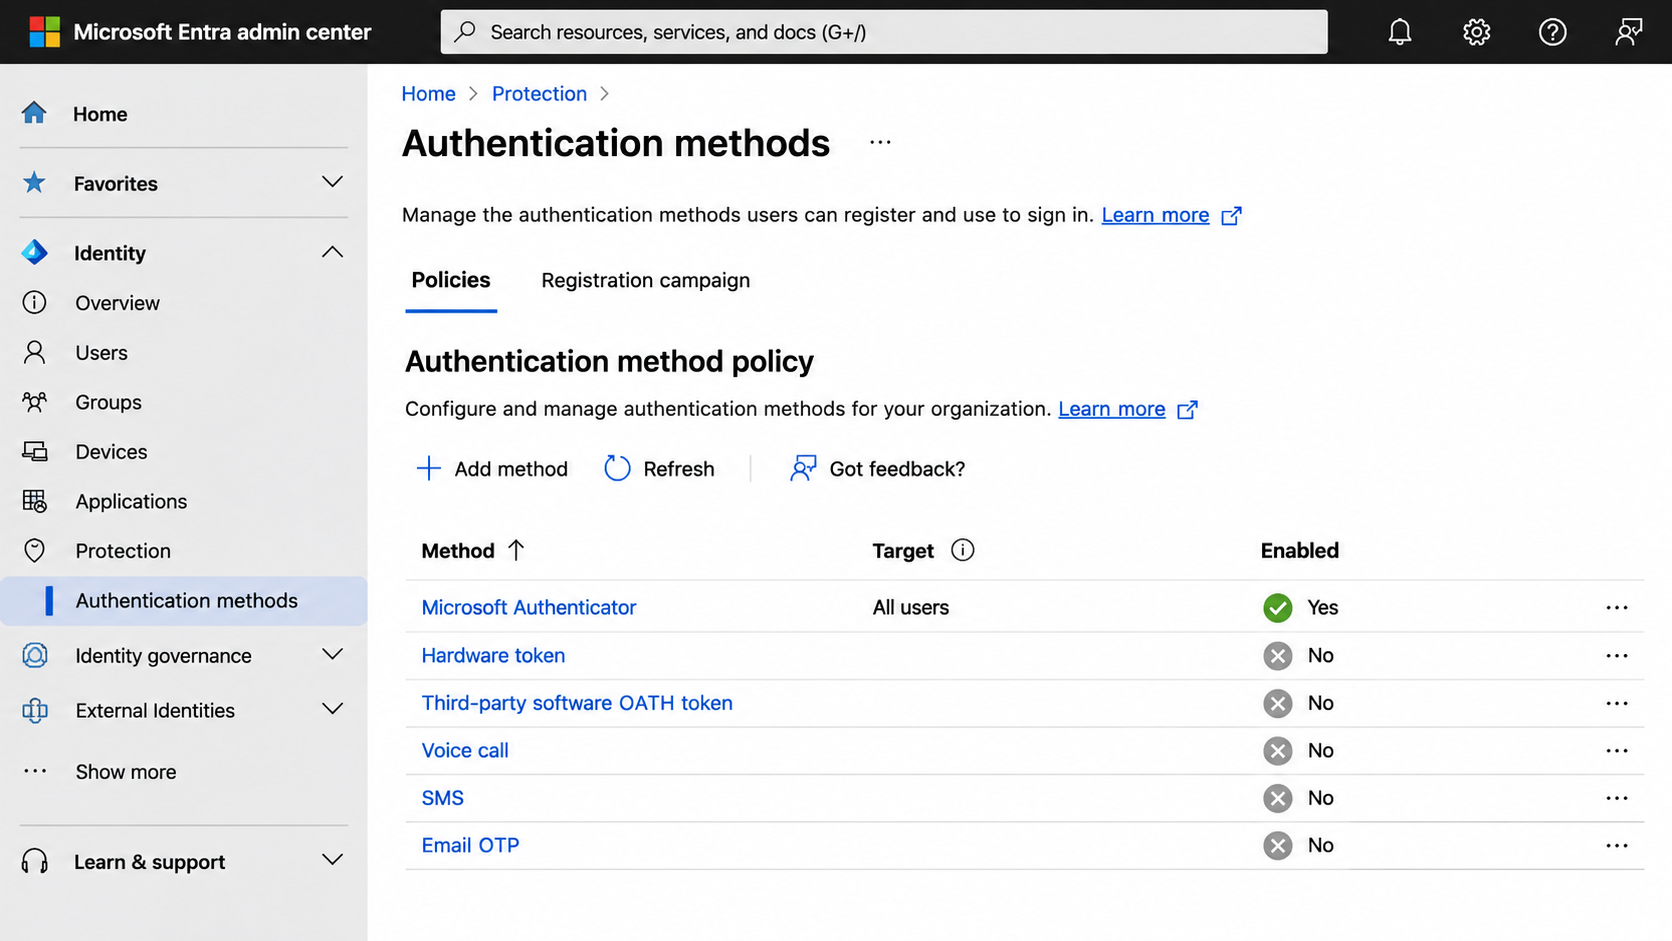 Microsoft Entra admin center
Search resources, services, and docs (G+/)
Home
Favorites
Identity
Overview
Users
Groups
Devices
Applications
Protection
Authentication methods
Identity governance
External Identities
Show more
Learn & support
Home > Protection >
Authentication methods ...
Manage the authentication methods users can register and use to sign in. Learn more
Policies Registration campaign
Authentication method policy
Configure and manage authentication methods for your organization. Learn more
Add method Refresh Got feedback?
Method Target Enabled
Microsoft Authenticator All users Yes
Hardware token No
Third-party software OATH token No
Voice call No
SMS No
Email OTP No